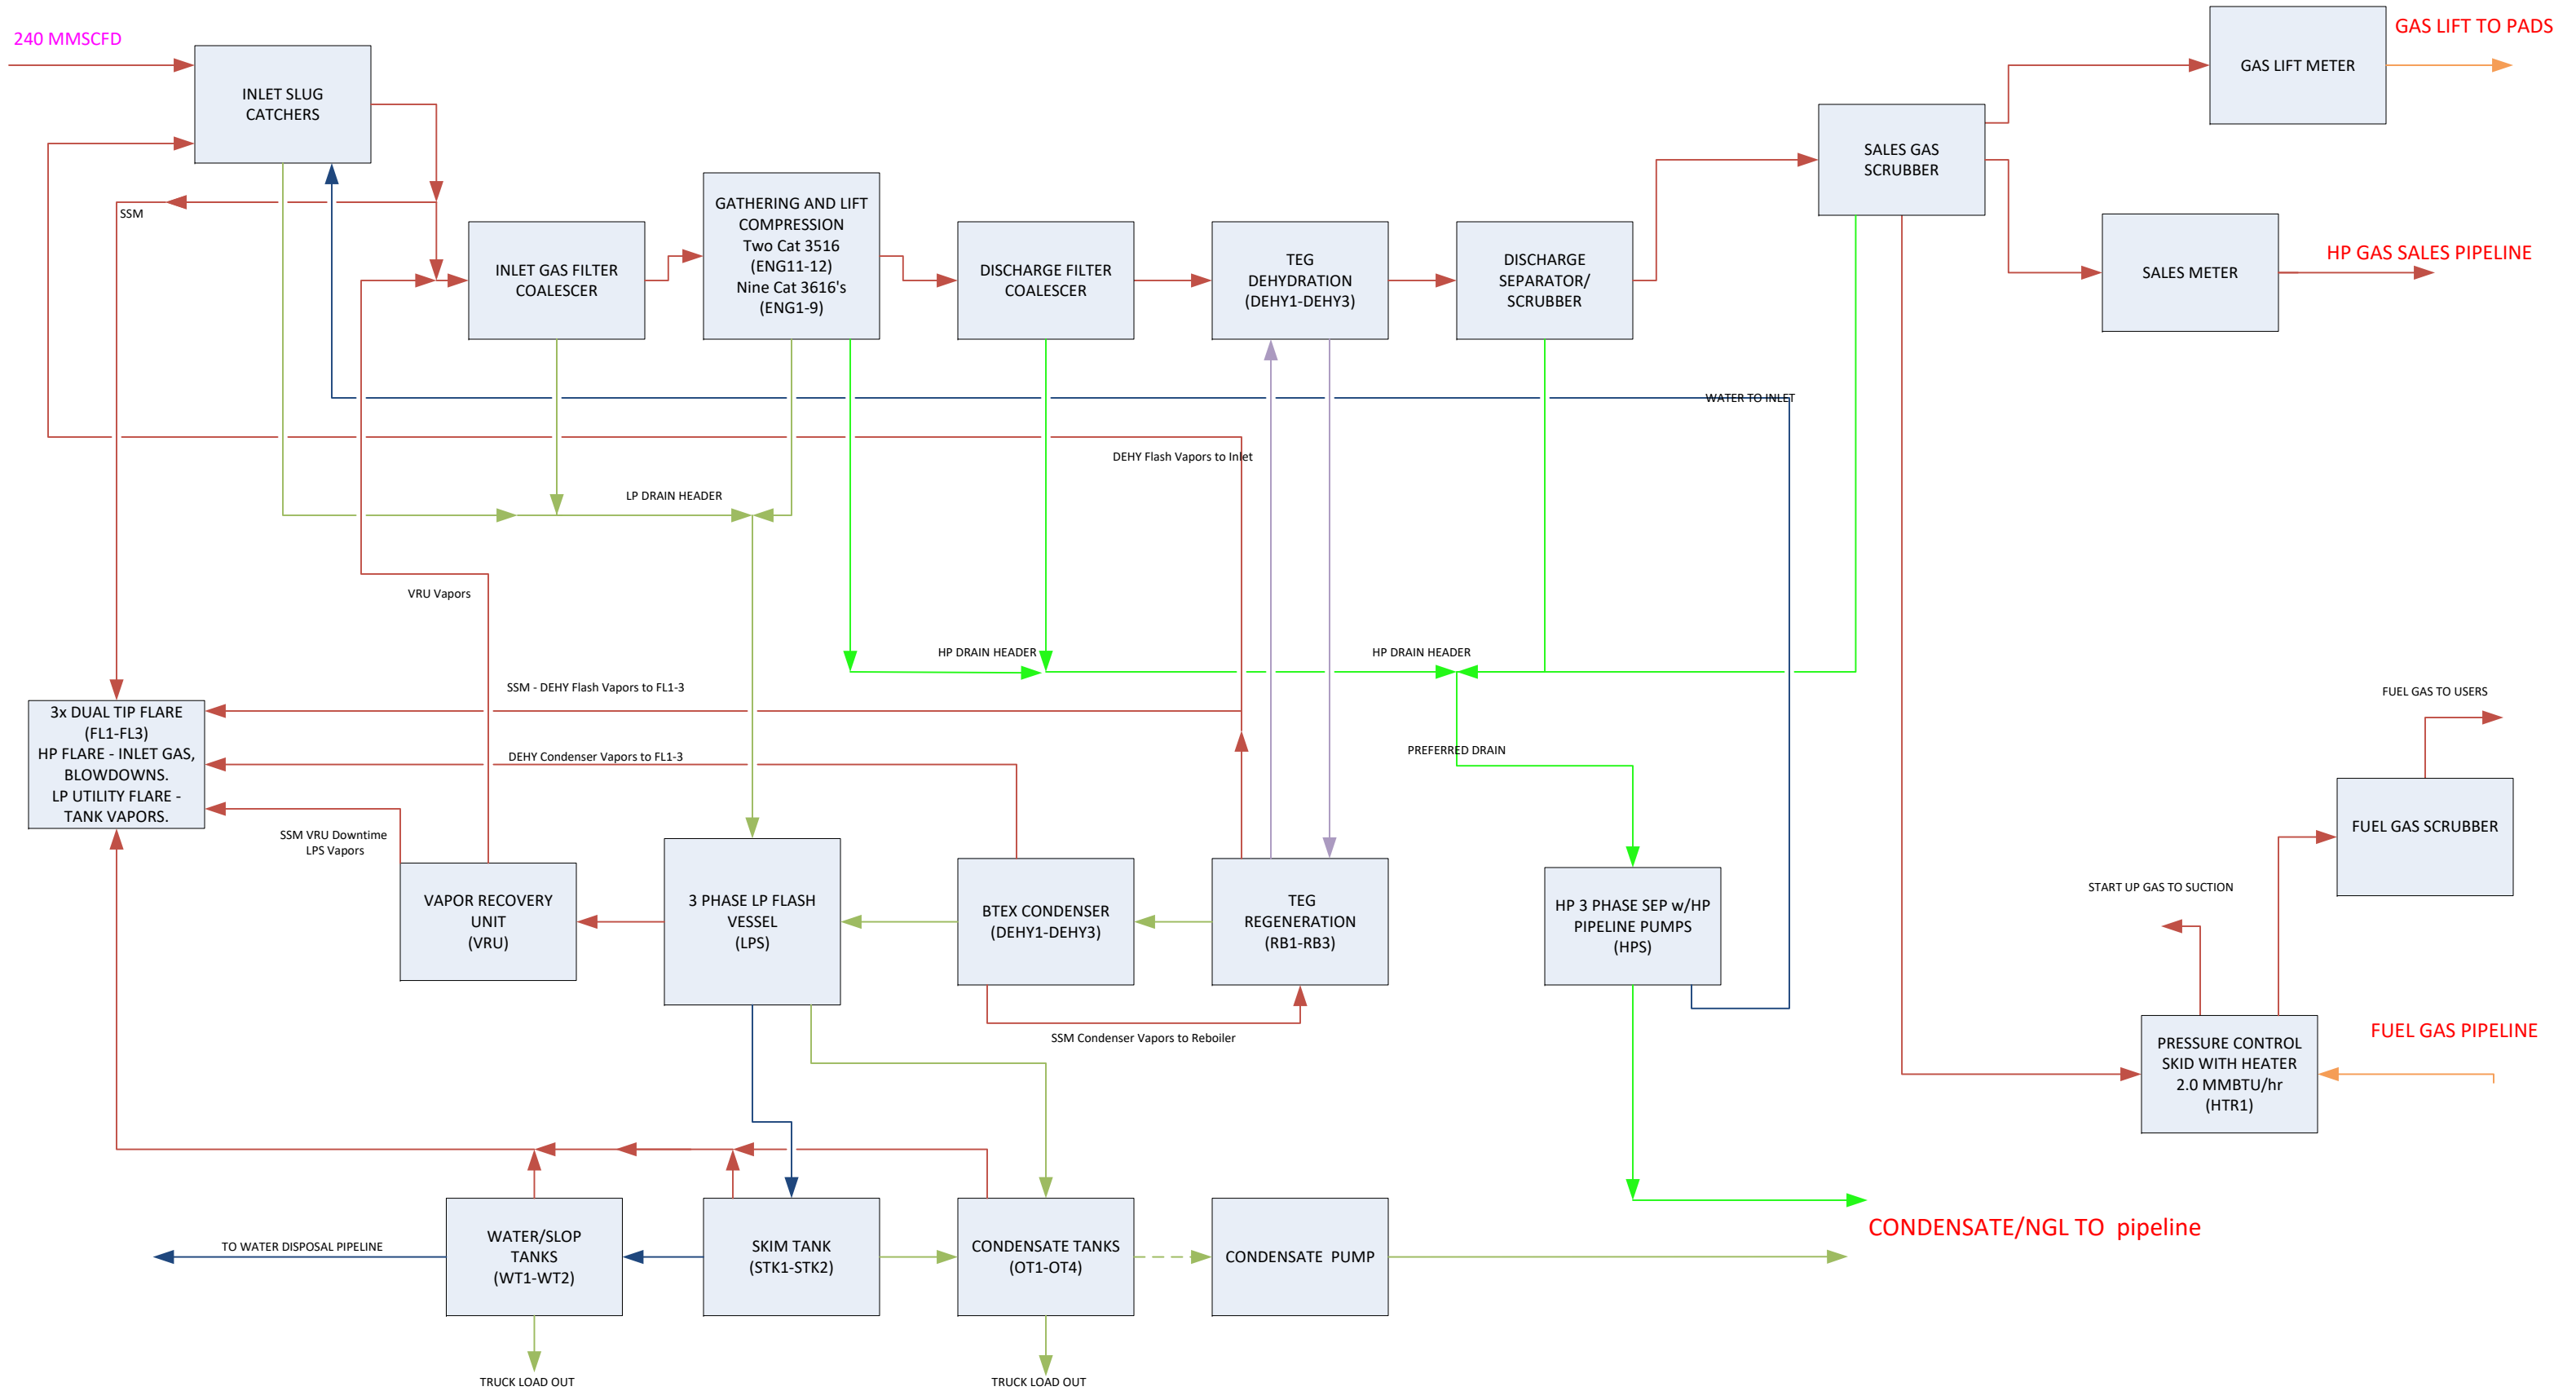 240 MMSCFD
INLET SLUG
CATCHERS
SSM
INLET GAS FILTER
COALESCER
GATHERING AND LIFT
COMPRESSION
Two Cat 3516
(ENG11-12)
Nine Cat 3616's
(ENG1-9)
DISCHARGE FILTER
COALESCER
TEG
DEHYDRATION
(DEHY1-DEHY3)
DISCHARGE
SEPARATOR/
SCRUBBER
SALES GAS
SCRUBBER
GAS LIFT METER
GAS LIFT TO PADS
SALES METER
HP GAS SALES PIPELINE
WATER TO INLET
DEHY Flash Vapors to Inlet
LP DRAIN HEADER
VRU Vapors
HP DRAIN HEADER
HP DRAIN HEADER
SSM - DEHY Flash Vapors to FL1-3
DEHY Condenser Vapors to FL1-3
PREFERRED DRAIN
3x DUAL TIP FLARE
(FL1-FL3)
HP FLARE - INLET GAS,
BLOWDOWNS.
LP UTILITY FLARE -
TANK VAPORS.
SSM VRU Downtime
LPS Vapors
VAPOR RECOVERY
UNIT
(VRU)
3 PHASE LP FLASH
VESSEL
(LPS)
BTEX CONDENSER
(DEHY1-DEHY3)
TEG
REGENERATION
(RB1-RB3)
HP 3 PHASE SEP w/HP
PIPELINE PUMPS
(HPS)
SSM Condenser Vapors to Reboiler
FUEL GAS TO USERS
FUEL GAS SCRUBBER
START UP GAS TO SUCTION
FUEL GAS PIPELINE
PRESSURE CONTROL
SKID WITH HEATER
2.0 MMBTU/hr
(HTR1)
TO WATER DISPOSAL PIPELINE
WATER/SLOP
TANKS
(WT1-WT2)
SKIM TANK
(STK1-STK2)
CONDENSATE TANKS
(OT1-OT4)
CONDENSATE PUMP
CONDENSATE/NGL TO pipeline
TRUCK LOAD OUT
TRUCK LOAD OUT